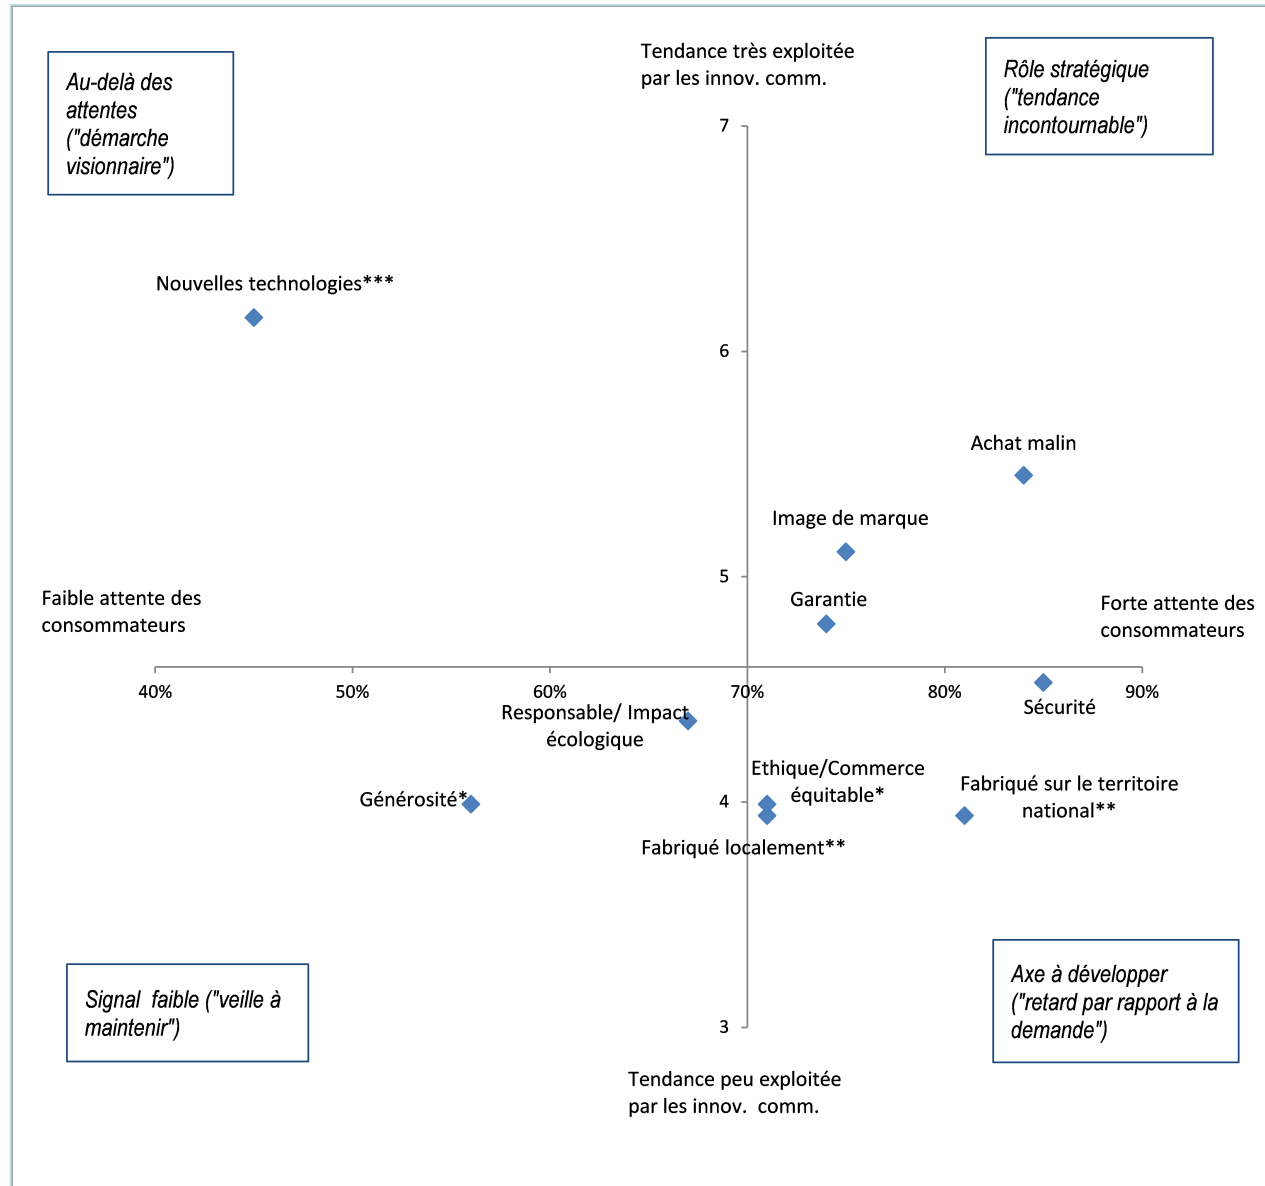 Au-delà des
attentes
("démarche
visionnaire")
Tendance très exploitée
par les innov. comm.
Rôle stratégique
("tendance
incontournable")
7
Nouvelles technologies***
6
Achat malin
Image de marque
5
Garantie
Faible attente des
consommateurs
Forte attente des
consommateurs
40%
50%
60%
70%
80%
90%
Sécurité
Responsable/ Impact
écologique
Ethique/Commerce
équitable*
Fabriqué sur le territoire
national**
Générosité*
4
Fabriqué localement**
Signal  faible ("veille à
maintenir")
Axe à développer
("retard par rapport à la
demande")
3
Tendance peu exploitée
par les innov.  comm.